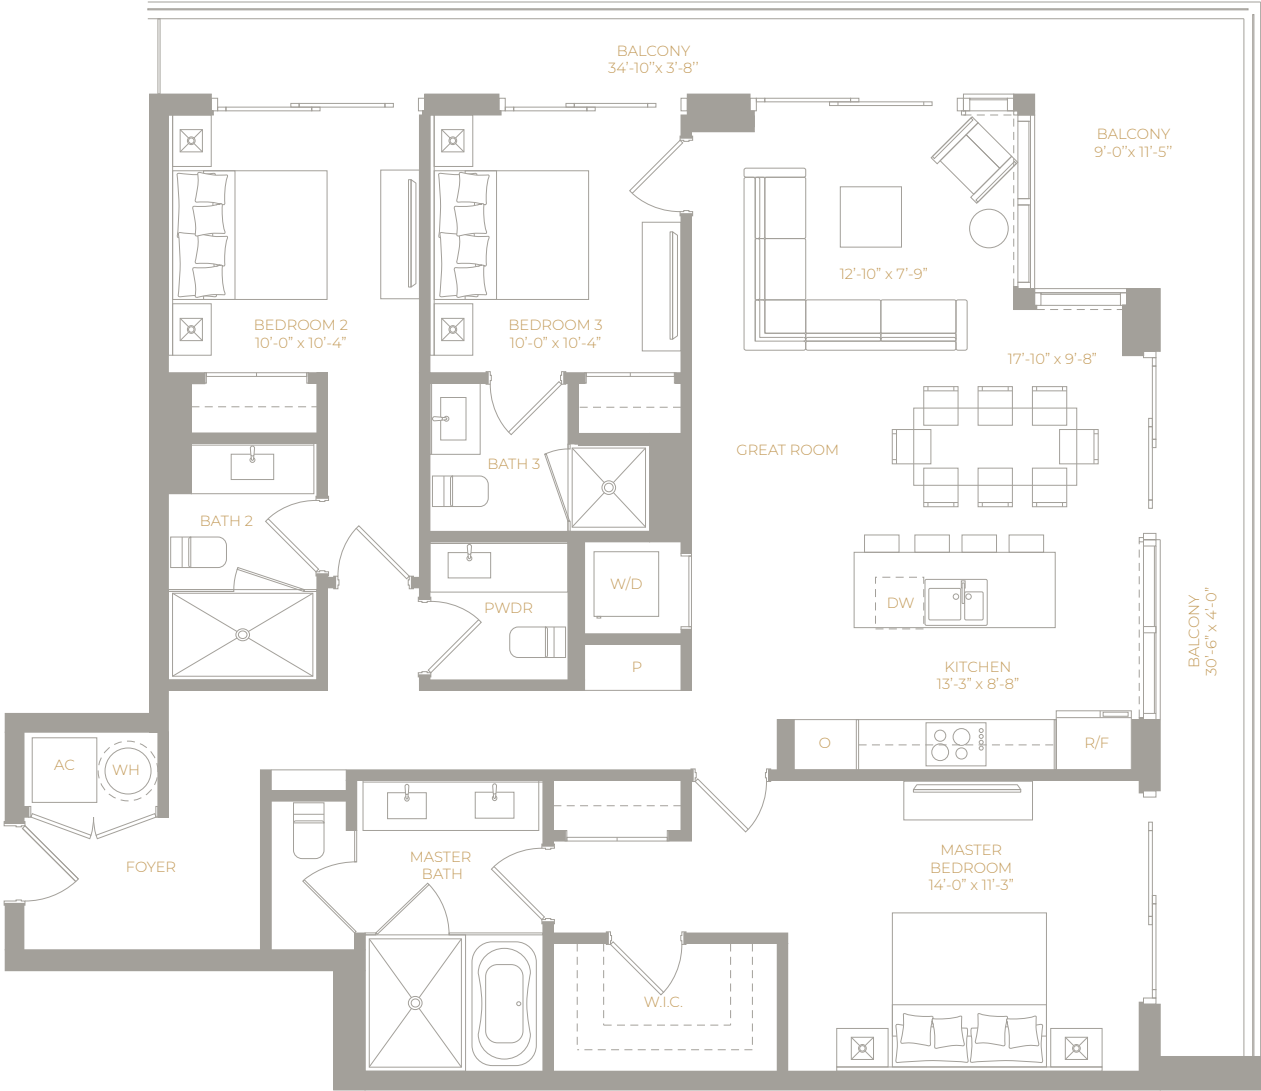 BALCONY
34’-10’’x 3’-8’’
BALCONY
9’-0’’x 11’-5’’
12’-10” x 7’-9”
BEDROOM 2
10’-0” x 10’-4”
BEDROOM 3
10’-0” x 10’-4”
17’-10” x 9’-8”
GREAT ROOM
BATH 3
BATH 2
W/D
DW
PWDR
BALCONY
30’-6” x 4’-0”
P
KITCHEN
13’-3” x 8’-8”
O
R/F
AC
WH
FOYER
MASTER
BATH
MASTER
BEDROOM
14’-0” x 11’-3”
W.I.C.